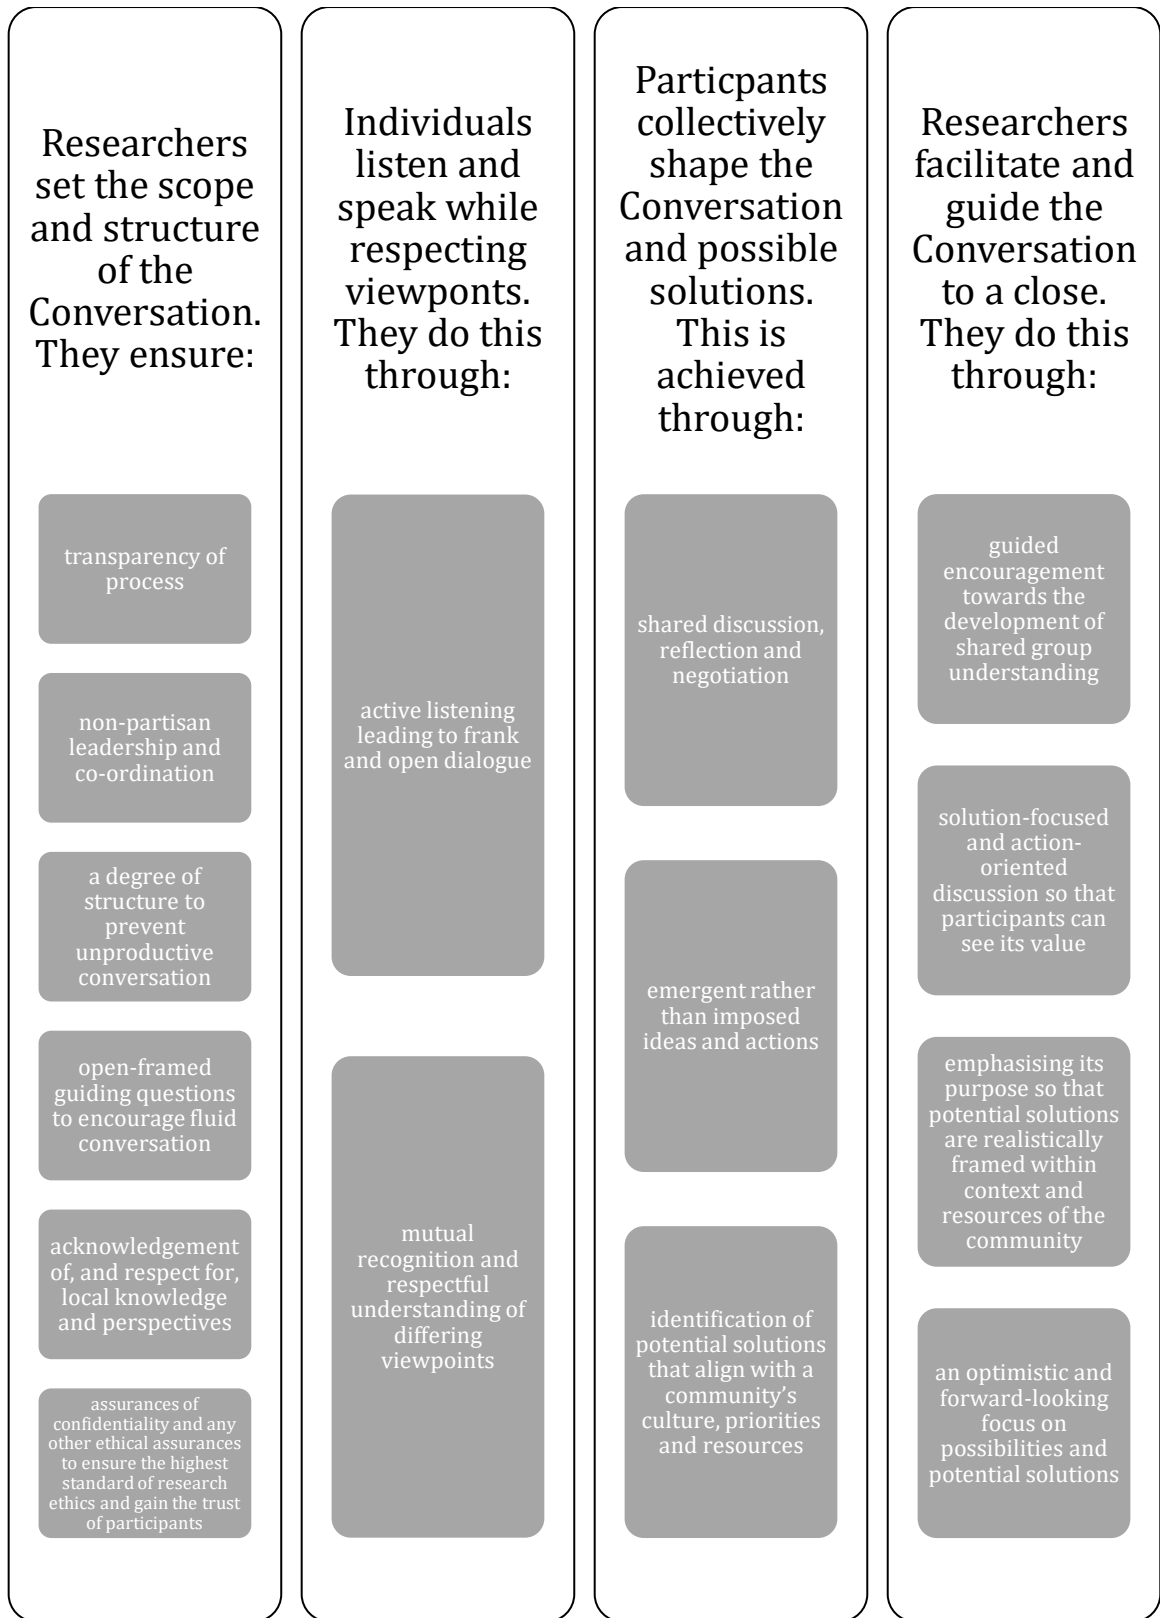 Researchers
set the scope
and structure
of the
Conversation.
They ensure:
transparency of
process
non-partisan
leadership and
co-ordination
a degree of
structure to
prevent
unproductive
conversation
open-framed
guiding questions
to encourage fluid
conversation
acknowledgement
of, and respect for,
local knowledge
and perspectives
assurances of
confidentiality and any
other ethical assurances
to ensure the highest
standard of research
ethics and gain the trust
of participants
Individuals
listen and
speak while
respecting
viewponts.
They do this
through:
active listening
leading to frank
and open dialogue
mutual
recognition and
respectful
understanding of
differing
viewpoints
Particpants
collectively
shape the
Conversation
and possible
solutions.
This is
achieved
through:
shared discussion,
reflection and
negotiation
emergent rather
than imposed
ideas and actions
identification of
potential solutions
that align with a
community’s
culture, priorities
and resources
Researchers
facilitate and
guide the
Conversation
to a close.
They do this
through:
guided
encouragement
towards the
development of
shared group
understanding
solution-focused
and action-
oriented
discussion so that
participants can
see its value
emphasising its
purpose so that
potential solutions
are realistically
framed within
context and
resources of the
community
an optimistic and
forward-looking
focus on
possibilities and
potential solutions